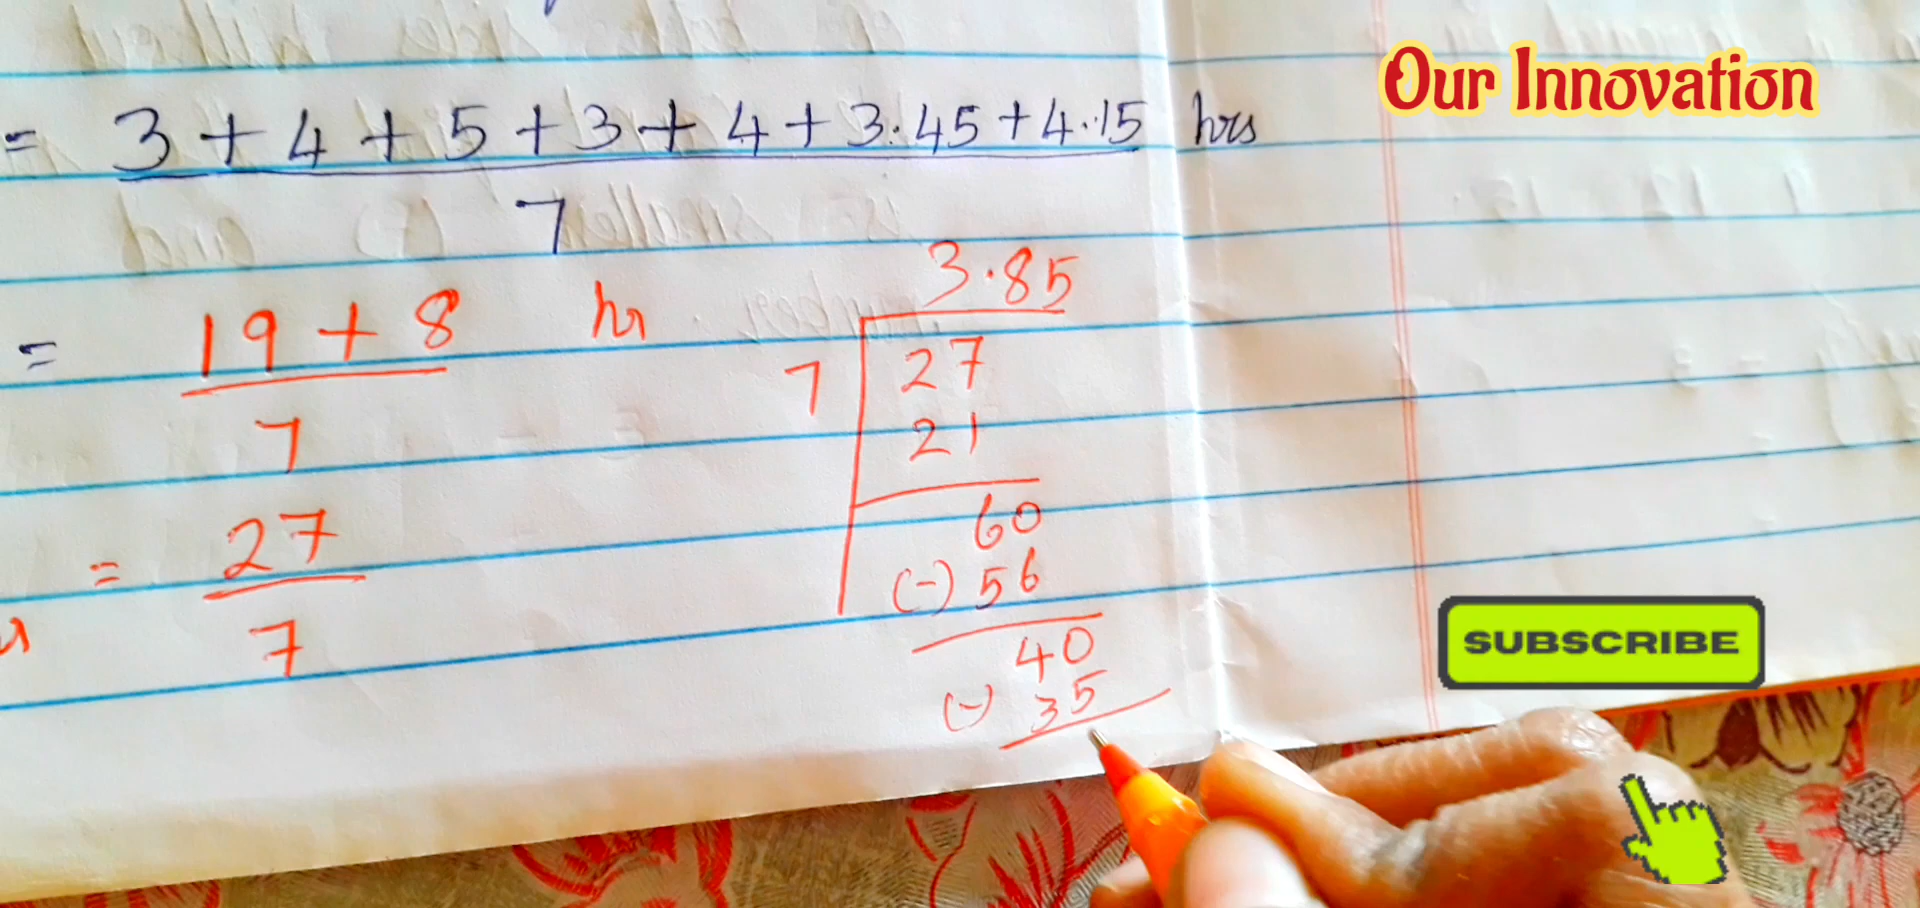 Our Innovation
= 3 + 4 + 5 + 3 + 4 + 3.45 + 4.15 hrs
7
= 19 + 8 hr
7
= 27
7
3.85
7 27
21
60
(-) 56
40
(-) 35
SUBSCRIBE